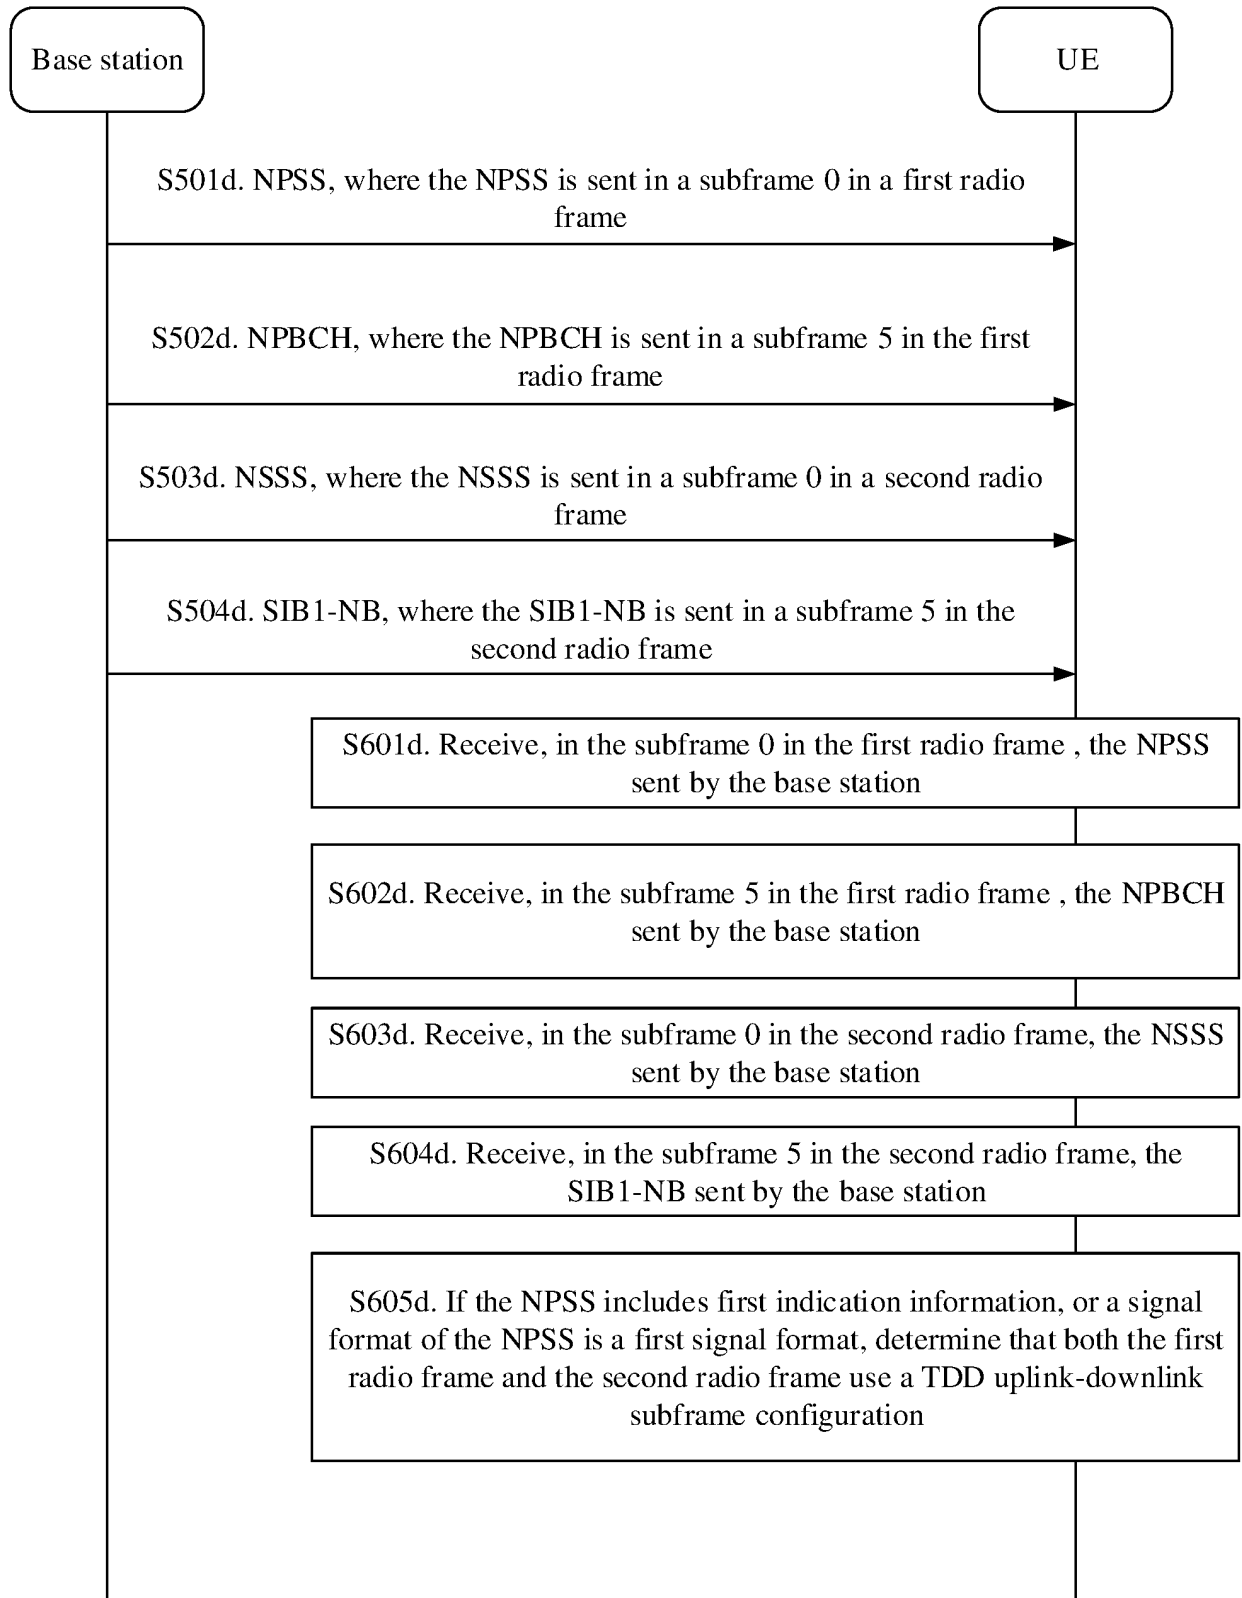 Base station
UE
S501d. NPSS, where the NPSS is sent in a subframe 0 in a first radio
frame
S502d. NPBCH, where the NPBCH is sent in a subframe 5 in the first
radio frame
S503d. NSSS, where the NSSS is sent in a subframe 0 in a second radio
frame
S504d. SIB1-NB, where the SIB1-NB is sent in a subframe 5 in the
second radio frame
S601d. Receive, in the subframe 0 in the first radio frame , the NPSS
sent by the base station
S602d. Receive, in the subframe 5 in the first radio frame , the NPBCH
sent by the base station
S603d. Receive, in the subframe 0 in the second radio frame, the NSSS
sent by the base station
S604d. Receive, in the subframe 5 in the second radio frame, the
SIB1-NB sent by the base station
S605d. If the NPSS includes first indication information, or a signal
format of the NPSS is a first signal format, determine that both the first
radio frame and the second radio frame use a TDD uplink-downlink
subframe configuration